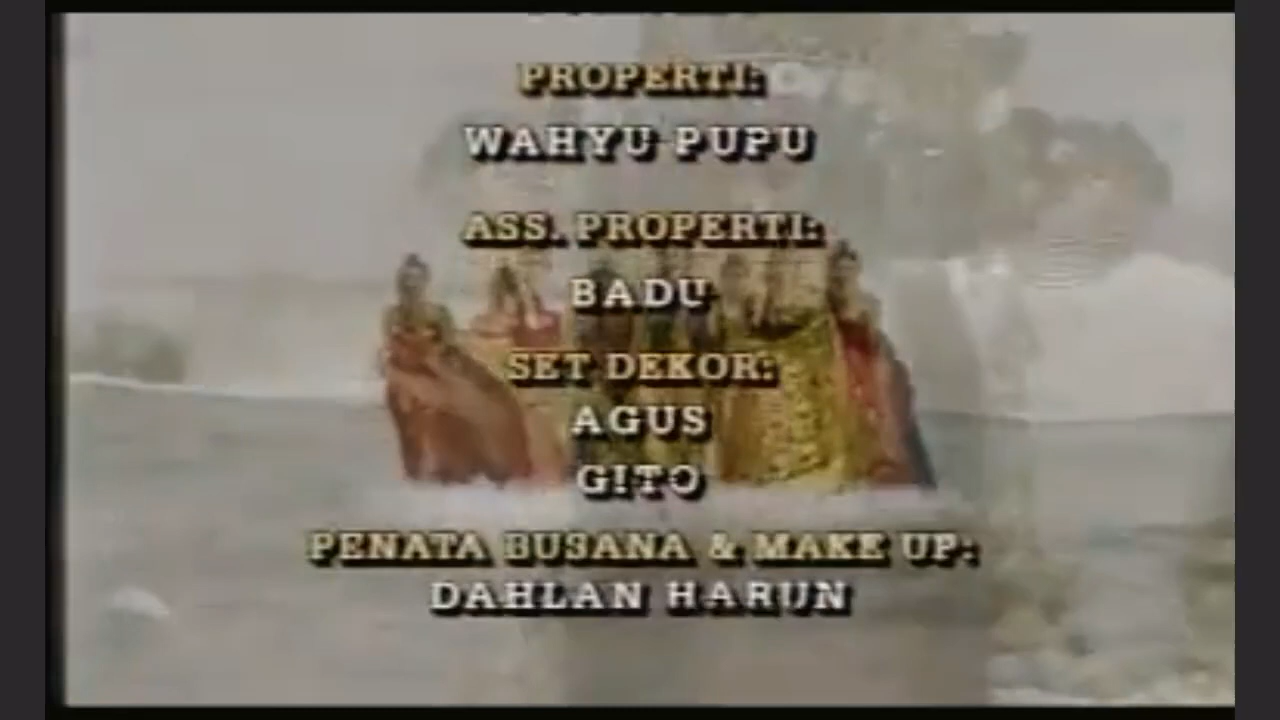 PROPERTI:
WAHYU PUPU
ASS. PROPERTI:
BADU
SET DEKOR:
AGUS
GITO
PENATA BUSANA & MAKE UP:
DAHLAN HARUN